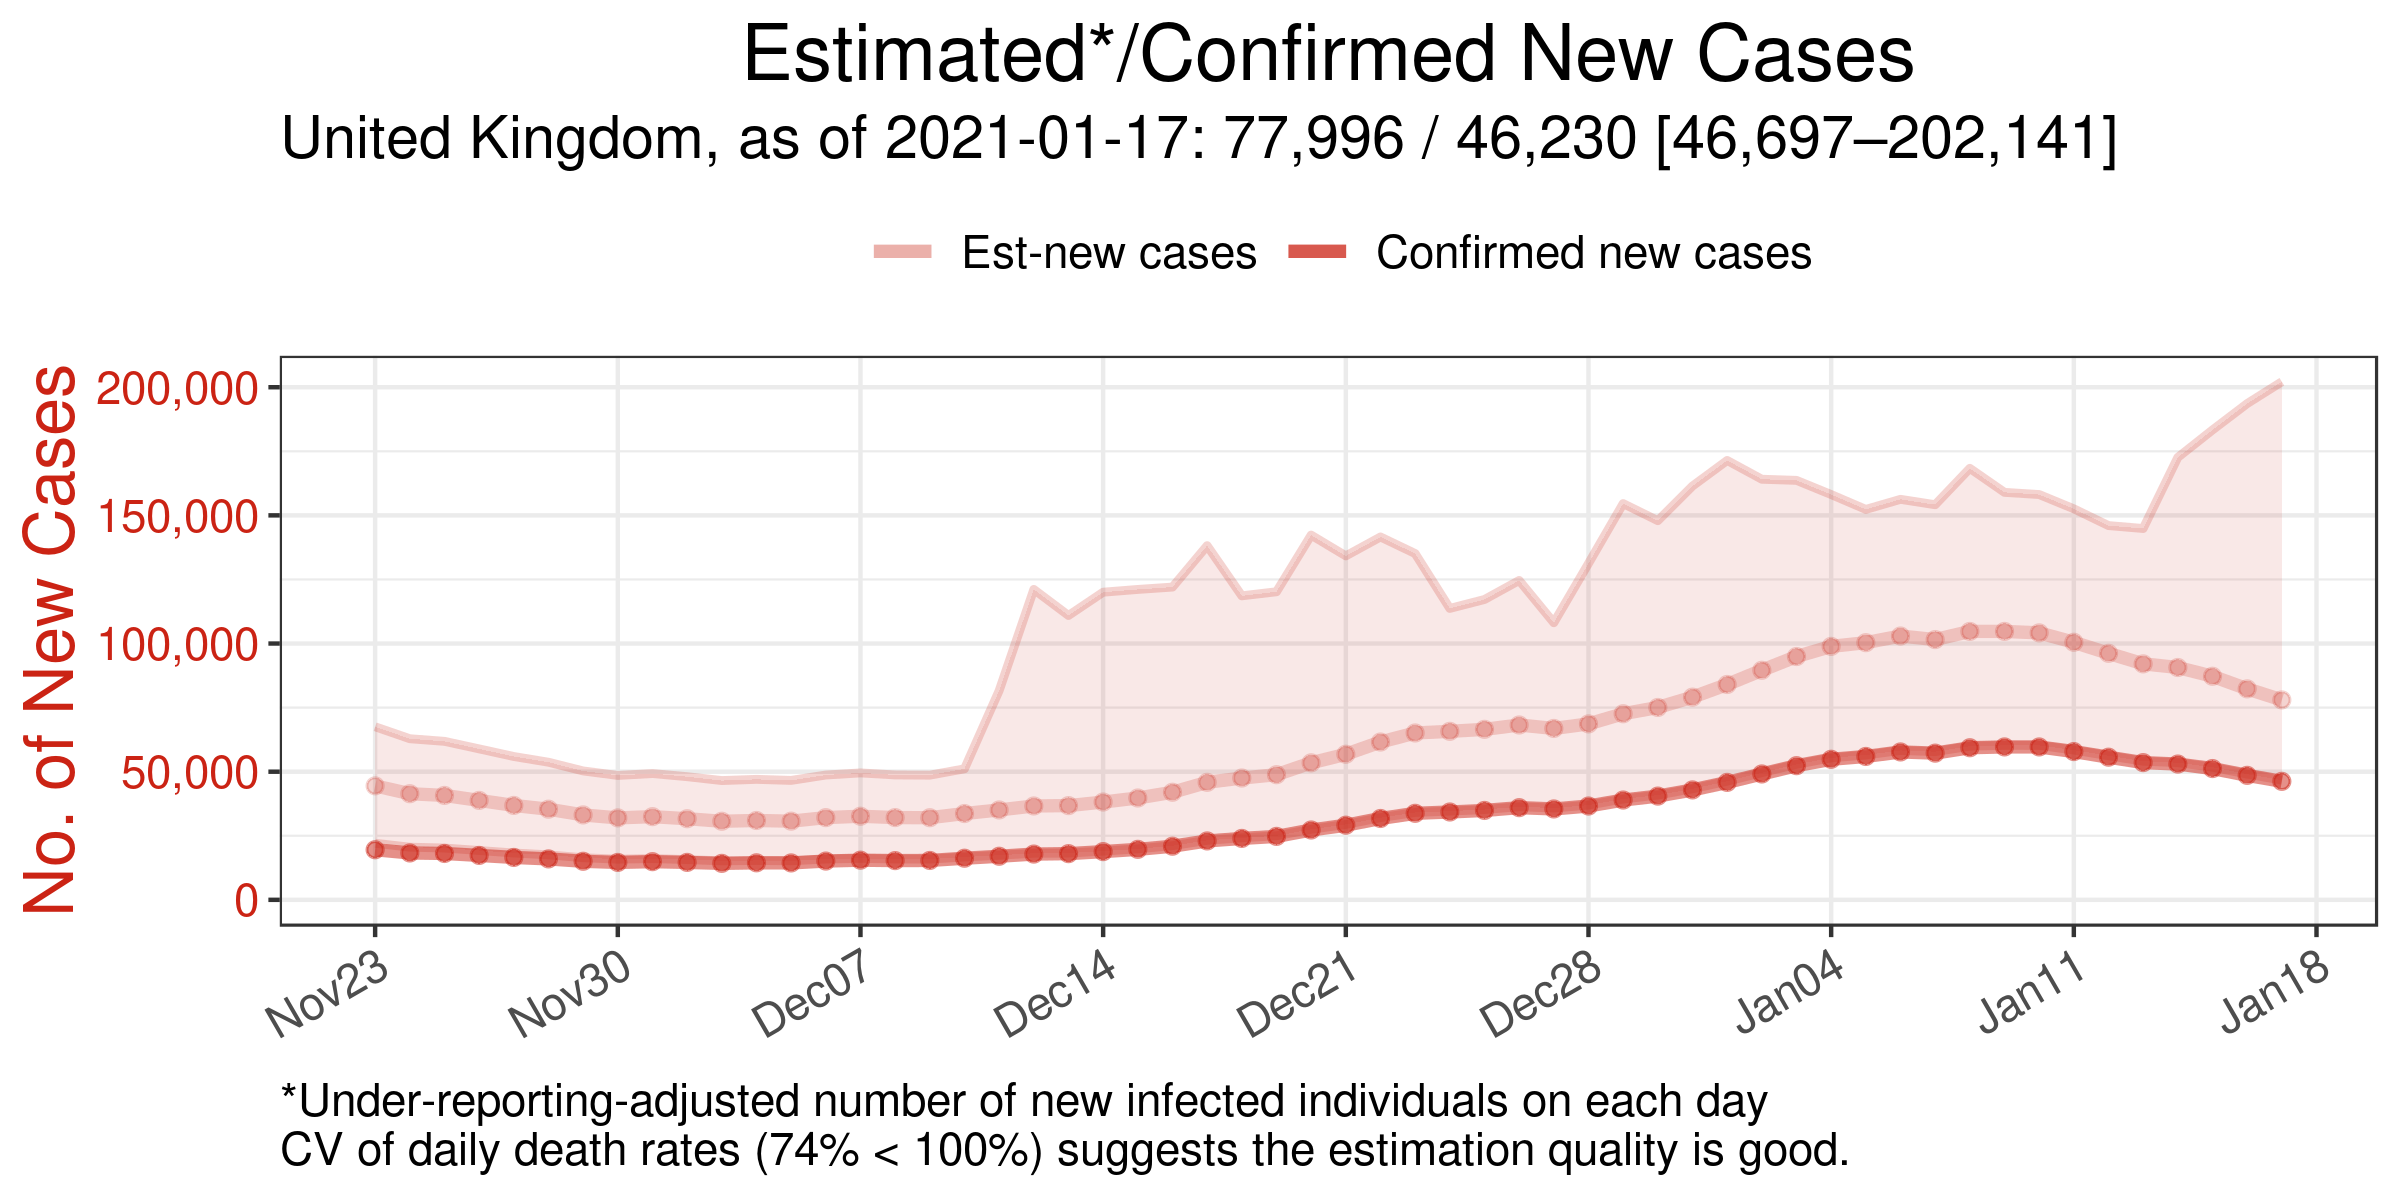 Estimated*/Confirmed New Cases
United Kingdom, as of 2021-01-17: 77,996 / 46,230 [46,697–202,141]
Est-new cases
Confirmed new cases
No. of New Cases
200,000
150,000
100,000
50,000
0
Nov23
Nov30
Dec07
Dec14
Dec21
Dec28
Jan04
Jan11
Jan18
*Under-reporting-adjusted number of new infected individuals on each day
CV of daily death rates (74% < 100%) suggests the estimation quality is good.